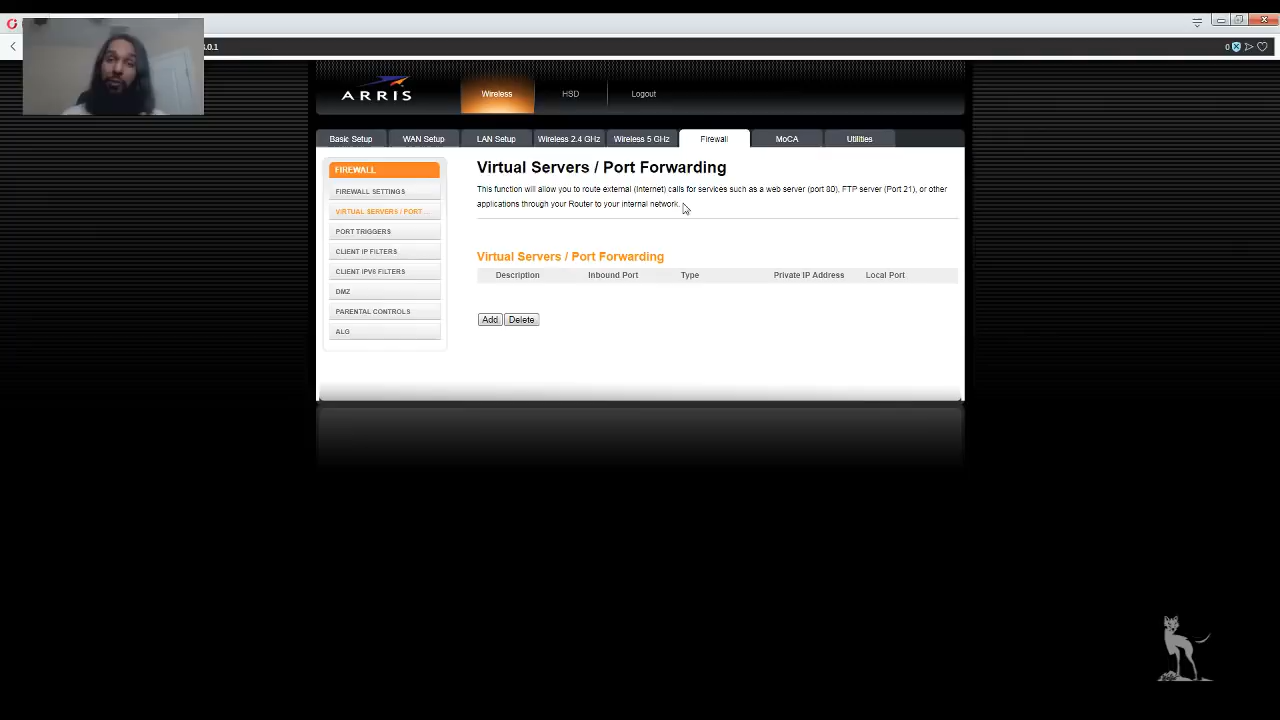 .0.1
0
ARRIS
Wireless
HSD
Logout
Basic Setup
WAN Setup
LAN Setup
Wireless 2.4 GHz
Wireless 5 GHz
Firewall
MoCA
Utilities
FIREWALL
FIREWALL SETTINGS
VIRTUAL SERVERS / PORT ...
PORT TRIGGERS
CLIENT IP FILTERS
CLIENT IPV6 FILTERS
DMZ
PARENTAL CONTROLS
ALG
Virtual Servers / Port Forwarding
This function will allow you to route external (Internet) calls for services such as a web server (port 80), FTP server (Port 21), or other
applications through your Router to your internal network.
Virtual Servers / Port Forwarding
Description Inbound Port Type Private IP Address Local Port
Add Delete